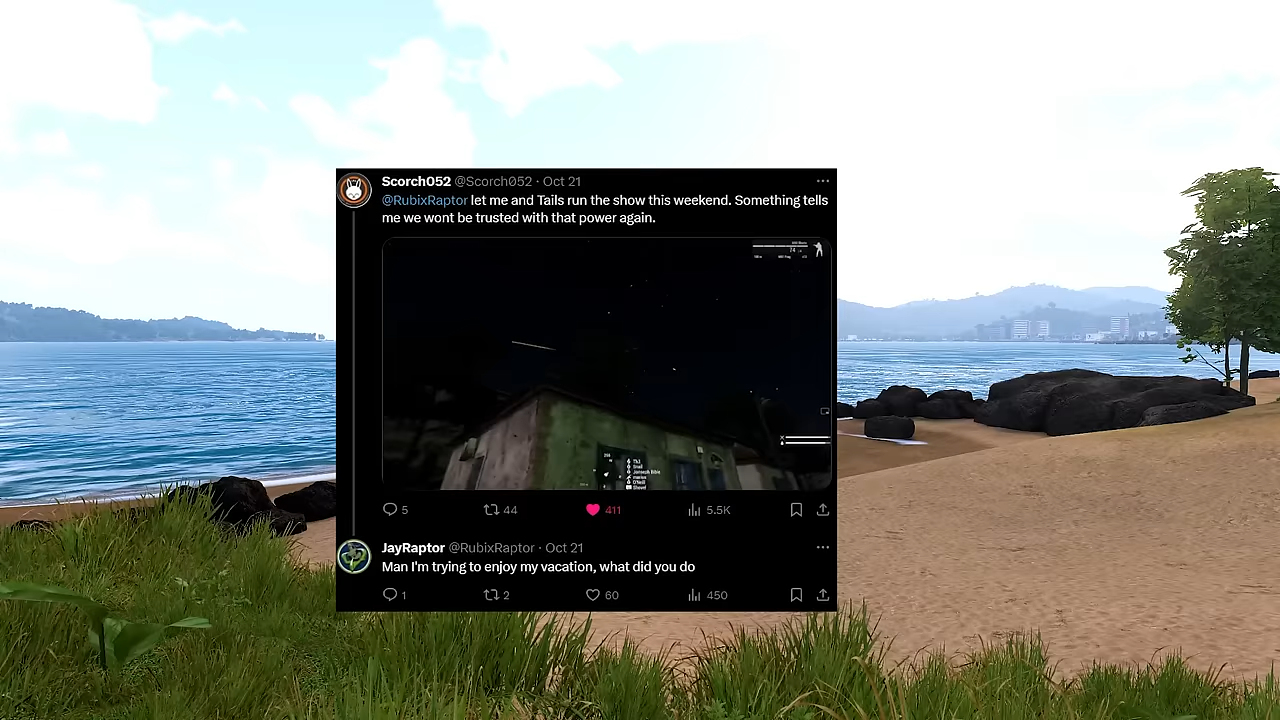 Scorch052 @Scorch052 · Oct 21
@RubixRaptor let me and Tails run the show this weekend. Something tells
me we wont be trusted with that power again.
74
5 44 411 5.5K
JayRaptor @RubixRaptor · Oct 21
Man I'm trying to enjoy my vacation, what did you do
1 2 60 450